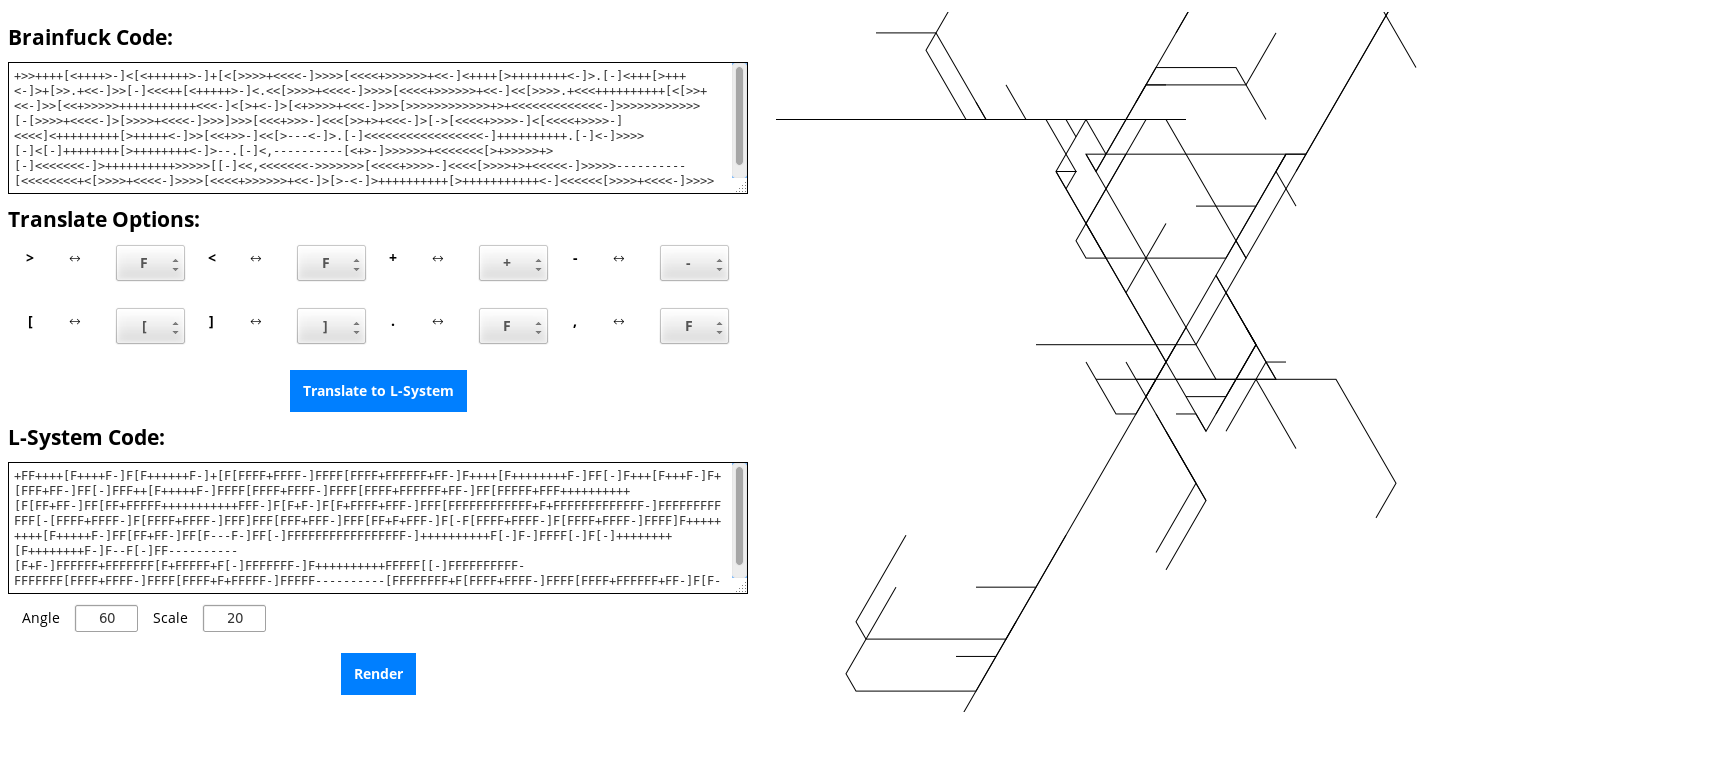 Brainfuck Code:
+>>++++[<++++>-]<[<++++++>-]+[<[>>>>+<<<<-]>>>>[<<<<+>>>>>>+<<-]<++++[>++++++++<-]>.[-]<+++[>+++
<-]>+[>>.+<<-]>>[-]<<<++[<+++++>-]<.<<[>>>>+<<<<-]>>>>[<<<<+>>>>>>+<<-]<<[>>>>.+<<<++++++++++[<[>>+
<<-]>>[<<+>>>>>++++++++++++<<<-]<[>+<-]>[<+>>>>+<<<-]>>>[>>>>>>>>>>>>+>+<<<<<<<<<<<<<-]>>>>>>>>>>>>
[-[>>>>+<<<<-]>[>>>>+<<<<-]>>>]>>>[<<<+>>>-]<<<[>>+>+<<<-]>[->[<<<<+>>>>-]<[<<<<+>>>>-]
<<<<]<+++++++++[>+++++<-]>>[<<+>>-]<<[>---<-]>.[-]<<<<<<<<<<<<<<<<<-]++++++++++.[-]<-]>>>>
[-]<[-]++++++++[>++++++++<-]>--.[-]<,----------[<+>-]>>>>>>+<<<<<<<[>+>>>>>+>
[-]<<<<<<-]>++++++++++>>>>>[[-]<<,<<<<<<<->>>>>>>[<<<<+>>>>-]<<<<[>>>>+>+<<<<<-]>>>>>----------
[<<<<<<<<+<[>>>>+<<<<-]>>>>[<<<<+>>>>>>+<<-]>[>-<-]>++++++++++[>++++++++++++<-]<<<<<<[>>>>+<<<<-]>>>>
Translate Options:
> ↔ F < ↔ F + ↔ + - ↔ -
[ ↔ [ ] ↔ ] . ↔ F , ↔ F
Translate to L-System
L-System Code:
+FF++++[F++++F-]F[F++++++F-]+[F[FFFF+FFFF-]FFFF[FFFF+FFFFFF+FF-]F++++[F++++++++F-]FF[-]F+++[F+++F-]F+
[FFF+FF-]FF[-]FFF++[F+++++F-]FFFF[FFFF+FFFF-]FFFF[FFFF+FFFFFF+FF-]FF[FFFFF+FFF++++++++++
[F[FF+FF-]FF[FF+FFFFF++++++++++++FFF-]F[F+F-]F[F+FFFF+FFF-]FFF[FFFFFFFFFFFF+F+FFFFFFFFFFFFF-]FFFFFFFFF
FFF[-[FFFF+FFFF-]F[FFFF+FFFF-]FFF]FFF[FFF+FFF-]FFF[FF+F+FFF-]F[-F[FFFF+FFFF-]F[FFFF+FFFF-]FFFF]F+++++
++++[F+++++F-]FF[FF+FF-]FF[F---F-]FF[-]FFFFFFFFFFFFFFFFF-]++++++++++F[-]F-]FFFF[-]F[-]++++++++
[F++++++++F-]F--F[-]FF----------
[F+F-]FFFFFF+FFFFFFF[F+FFFFF+F[-]FFFFFFF-]F++++++++++FFFFF[[-]FFFFFFFFFF-
FFFFFFF[FFFF+FFFF-]FFFF[FFFF+F+FFFFF-]FFFFF----------[FFFFFFFF+F[FFFF+FFFF-]FFFF[FFFF+FFFFFF+FF-]F[F-
Angle 60 Scale 20
Render